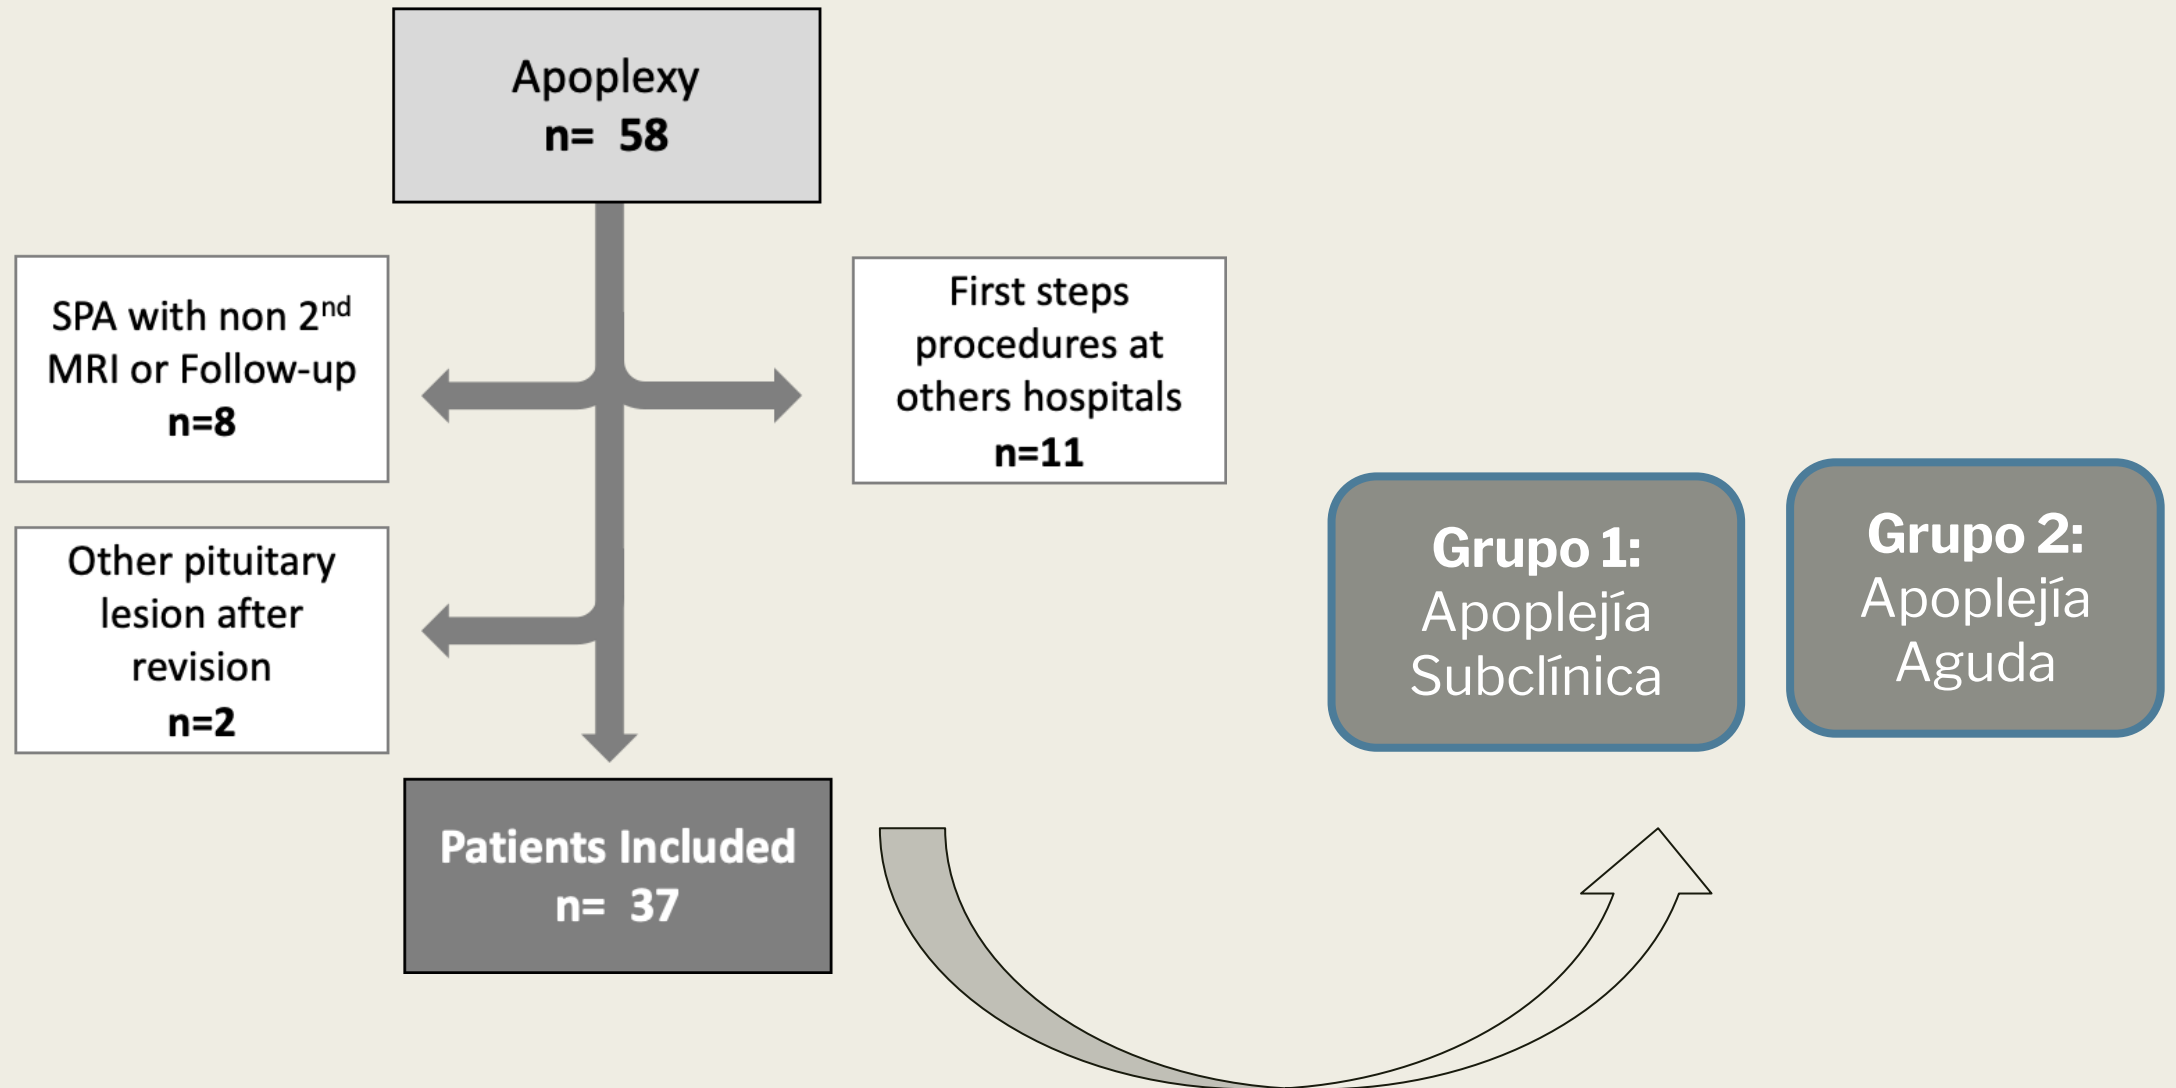 Apoplexy
n= 58
SPA with non 2nd
MRI or Follow-up
n=8
First steps
procedures at
others hospitals
n=11
Other pituitary
lesion after
revision
n=2
Patients Included
n= 37
Grupo 1:
Apoplejía
Subclínica
Grupo 2:
Apoplejía
Aguda